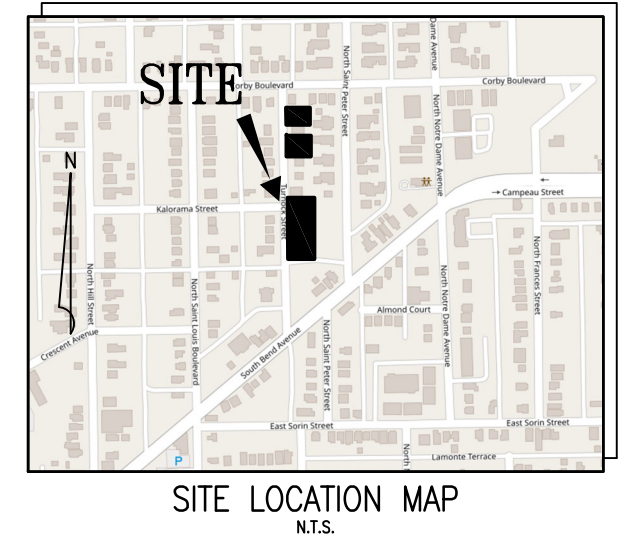 SITE
Corby Boulevard
Corby Boulevard
North Saint Peter Street
Dame Avenue
North Notre Dame Avenue
N
Turnock Street
← 
→ Campeau Street
Kalorama Street
North Hill Street
North Saint Louis Boulevard
North Notre Dame Avenue
North Frances Street
Almond Court
Crescent Avenue
South Bend Avenue
North Saint Peter Street
East Sorin Street
East Sorin Street
North
Lamonte Terrace
P
SITE LOCATION MAP
N.T.S.